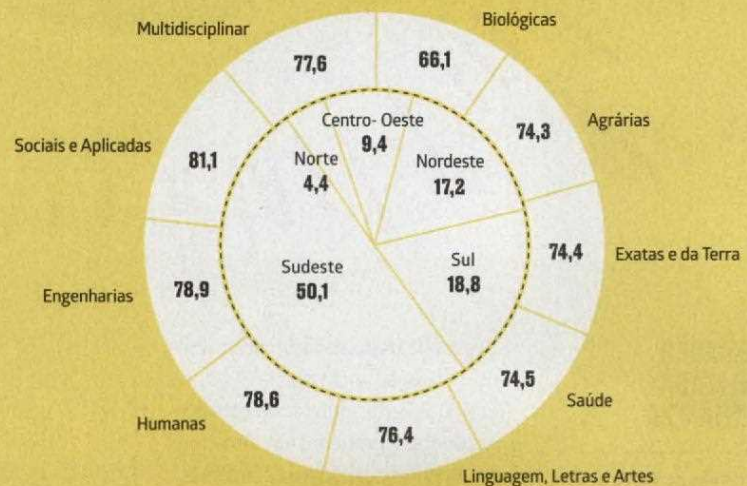 Multidisciplinar
77,6
Biológicas
66,1
Agrárias
74,3
Exatas e da Terra
74,4
Saúde
74,5
Linguagem, Letras e Artes
76,4
Humanas
78,6
Engenharias
78,9
Sociais e Aplicadas
81,1
Centro- Oeste
9,4
Nordeste
17,2
Sul
18,8
Sudeste
50,1
Norte
4,4